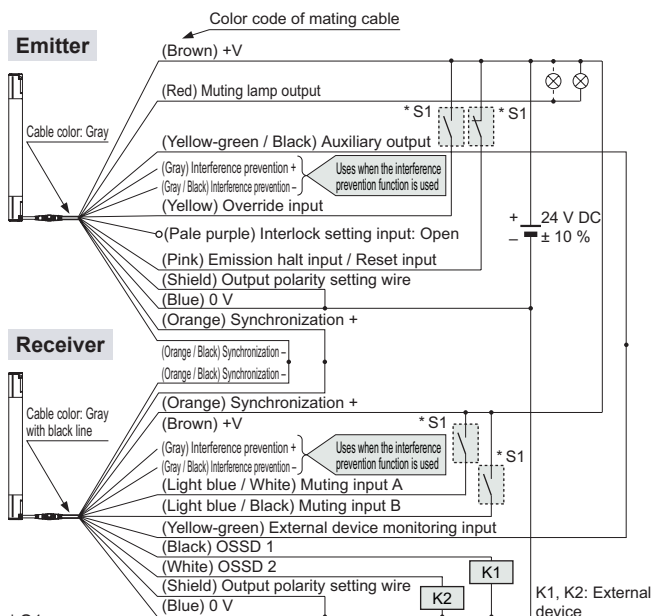 Color code of mating cable
Emitter
(Brown) +V
(Red) Muting lamp output
* S1
* S1
Cable color: Gray
(Yellow-green / Black) Auxiliary output
(Gray) Interference prevention +
(Gray / Black) Interference prevention –
Uses when the interference
prevention function is used
(Yellow) Override input
+
–
24 V DC
± 10 %
(Pale purple) Interlock setting input: Open
(Pink) Emission halt input / Reset input
(Shield) Output polarity setting wire
(Blue) 0 V
(Orange) Synchronization +
Receiver
(Orange / Black) Synchronization –
(Orange / Black) Synchronization –
(Orange) Synchronization +
Cable color: Gray
with black line
(Brown) +V
* S1
(Gray) Interference prevention +
(Gray / Black) Interference prevention –
Uses when the interference
prevention function is used
* S1
(Light blue / White) Muting input A
(Light blue / Black) Muting input B
(Yellow-green) External device monitoring input
(Black) OSSD 1
(White) OSSD 2
K1
(Shield) Output polarity setting wire
K2
K1, K2: External
device
(Blue) 0 V